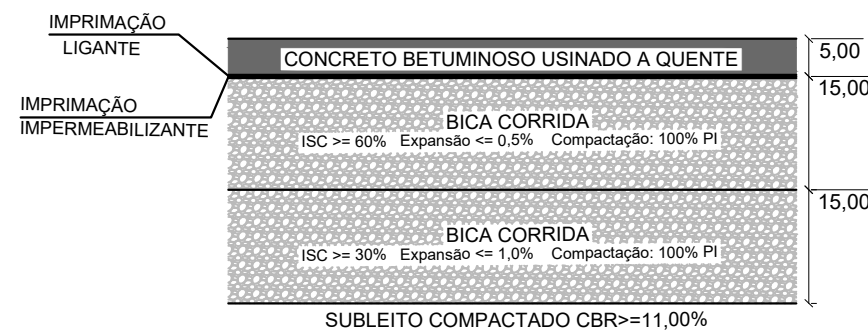 IMPRIMAÇÃO
LIGANTE
CONCRETO BETUMINOSO USINADO A QUENTE
5,00
IMPRIMAÇÃO
IMPERMEABILIZANTE
15,00
BICA CORRIDA
ISC >= 60% Expansão <= 0,5% Compactação: 100% PI
15,00
BICA CORRIDA
ISC >= 30% Expansão <= 1,0% Compactação: 100% PI
SUBLEITO COMPACTADO CBR>=11,00%